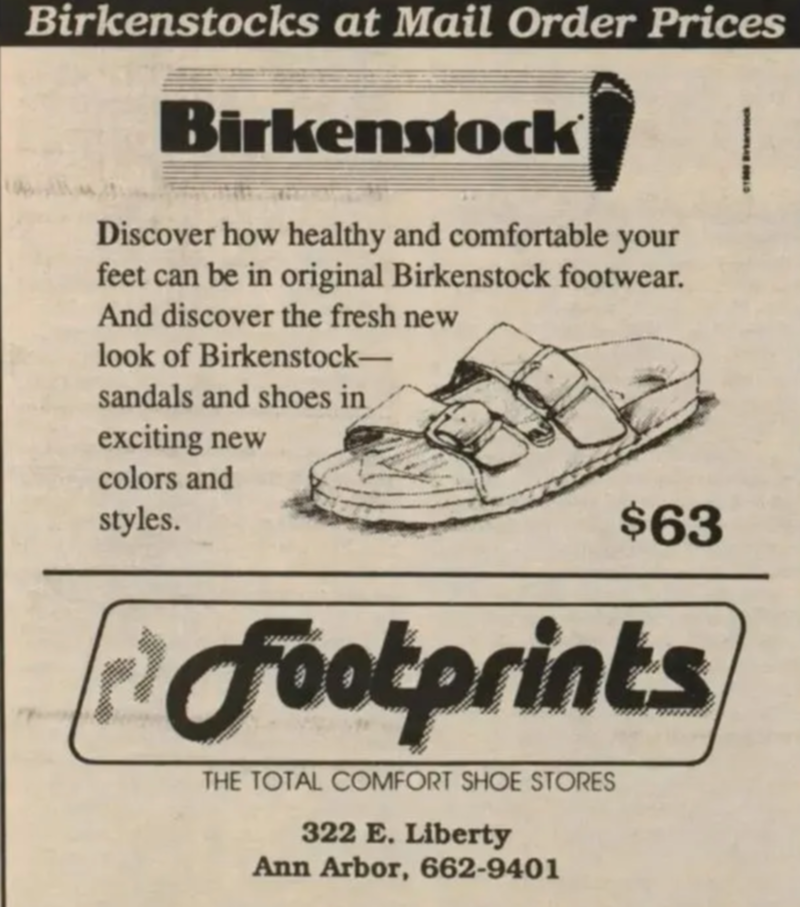 Birkenstocks at Mail Order Prices
Birkenstock
Discover how healthy and comfortable your
feet can be in original Birkenstock footwear.
And discover the fresh new
look of Birkenstock—
sandals and shoes in
exciting new
colors and
styles.
$63
Footprints
THE TOTAL COMFORT SHOE STORES
322 E. Liberty
Ann Arbor, 662-9401